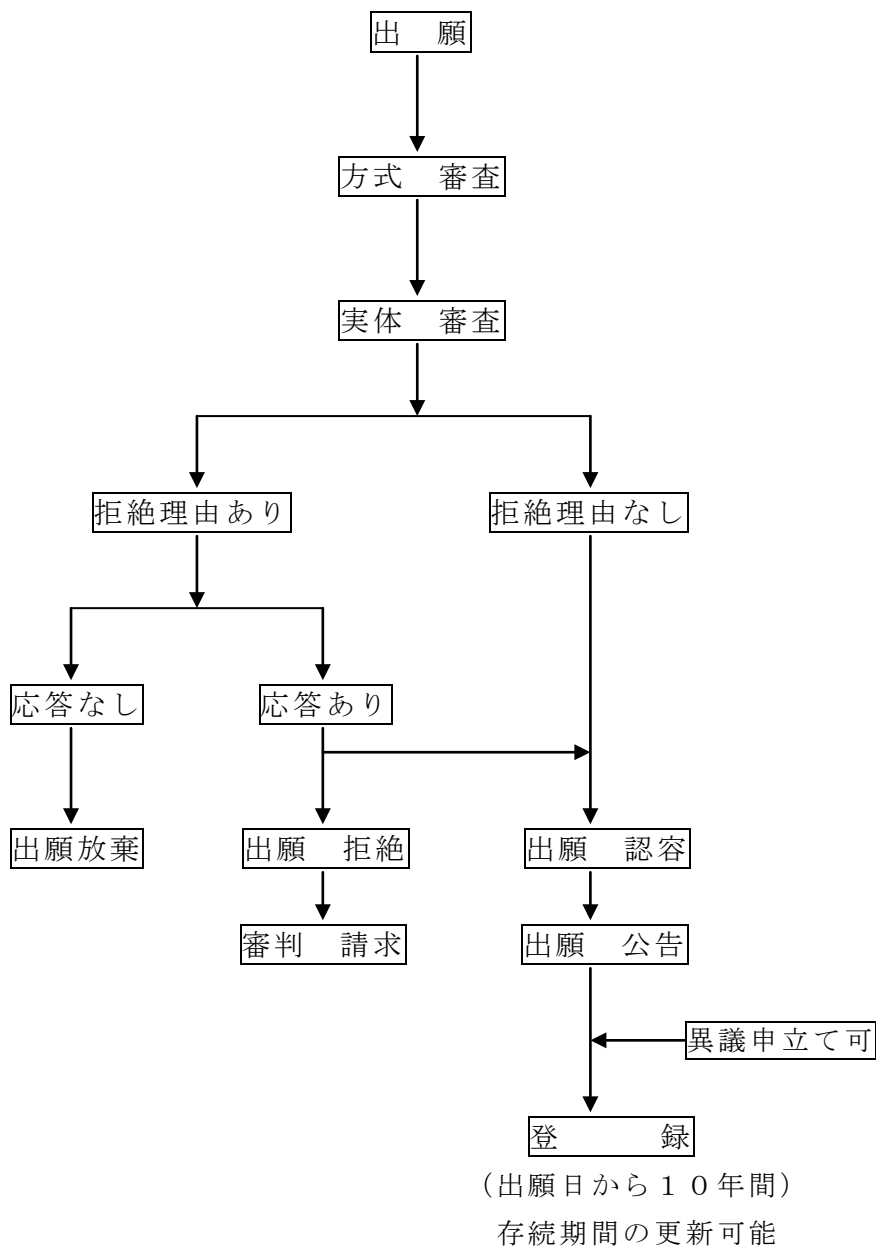 出　願
方式　審査
実体　審査
拒絶理由あり
拒絶理由なし
応答なし
応答あり
出願放棄
出願　拒絶
出願　認容
審判　請求
出願　公告
異議申立て可
登　　　録
（出願日から１０年間）
存続期間の更新可能